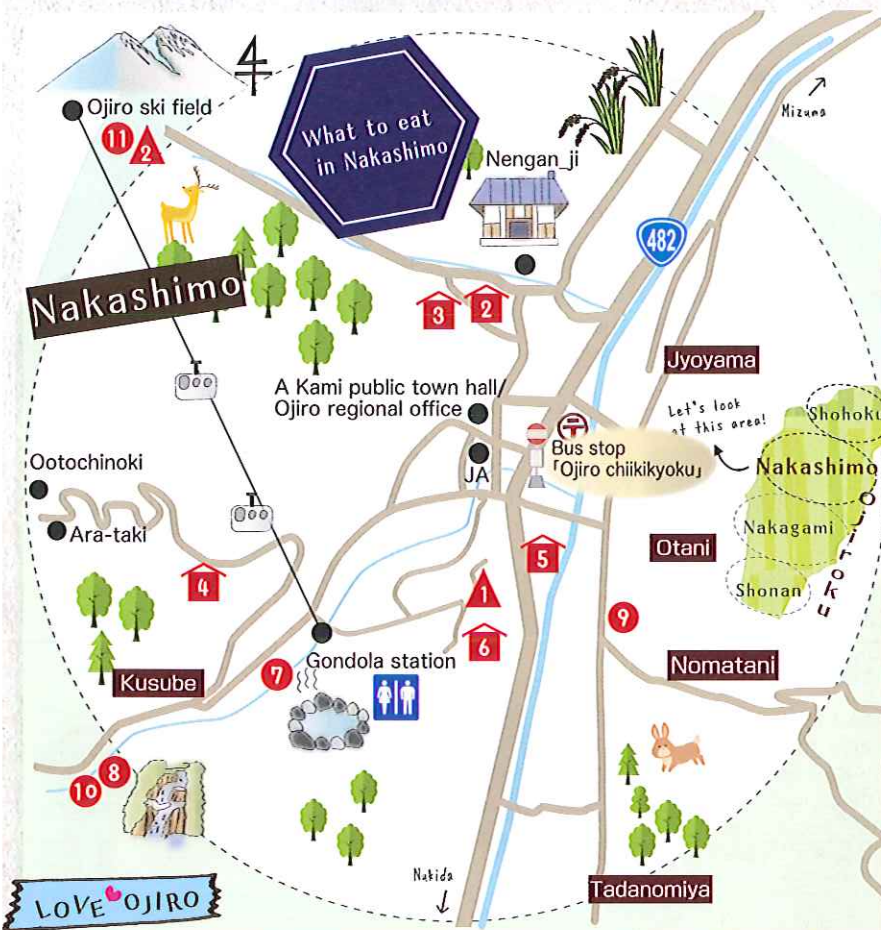 Ojiro ski field
11
2
What to eat
in Nakashimo
Nengan_ji
Mizuma
482
Nakashimo
3
2
Jyoyama
A Kami public town hall/
Ojiro regional office
Let's look
at this area!
Shohoku
Bus stop
「Ojiro chiikikyoku」
JA
Nakashimo
Ojiroku
Ootochinoki
Ara-taki
Nakagami
Otani
Shonan
4
5
1
6
9
7
Gondola station
Nomatani
Kusube
10
8
Nukida
Tadanomiya
LOVE OJIRO